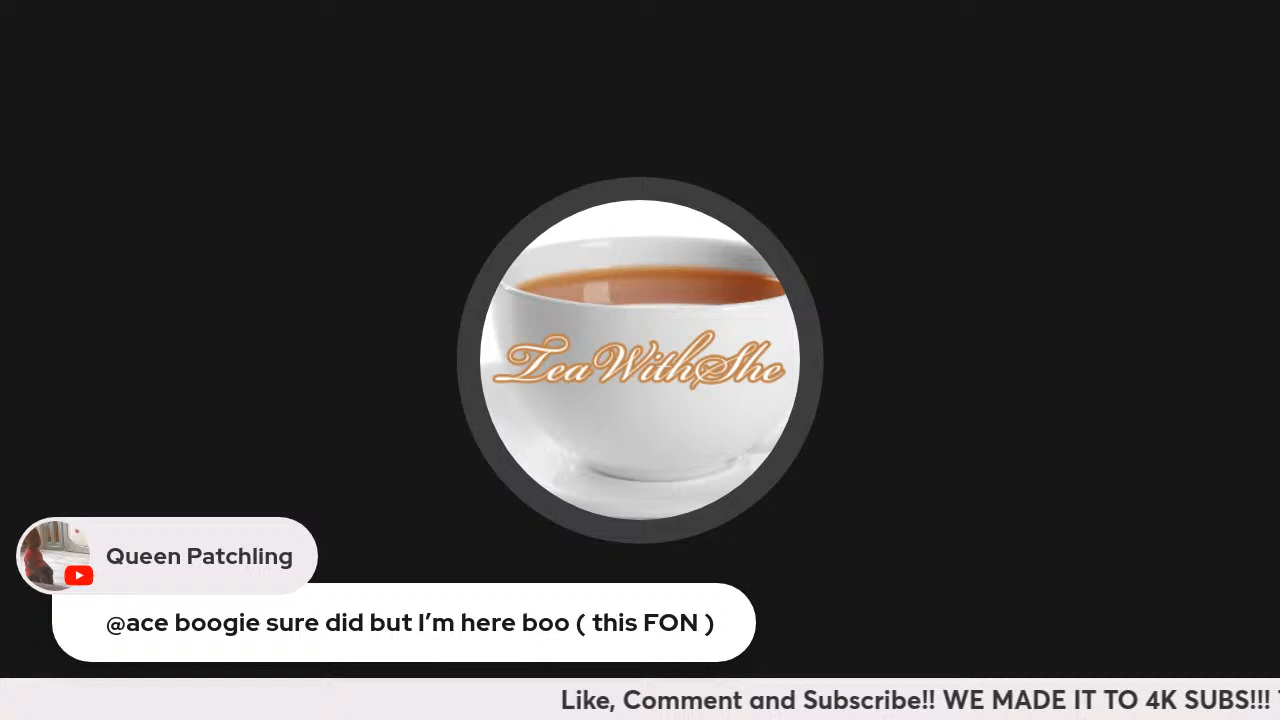 TeaWithShe
Queen Patchling
@ace boogie sure did but I’m here boo ( this FON )
Like, Comment and Subscribe!! WE MADE IT TO 4K SUBS!!!